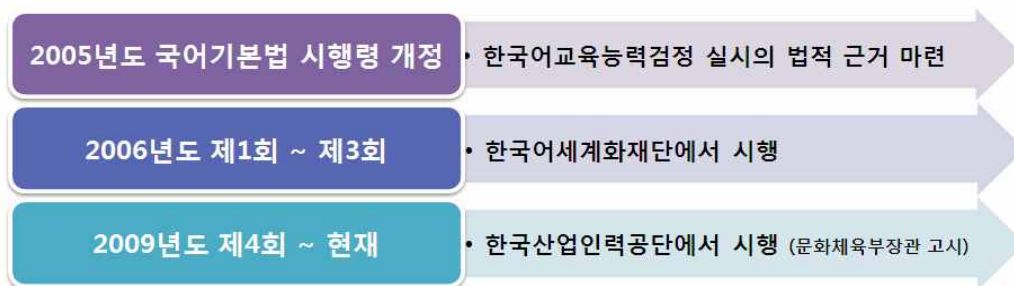 2005년도 국어기본법 시행령 개정 • 한국어교육능력검정 실시의 법적 근거 마련
2006년도 제1회 ~ 제3회 • 한국어세계화재단에서 시행
2009년도 제4회 ~ 현재 • 한국산업인력공단에서 시행 (문화체육부장관 고시)